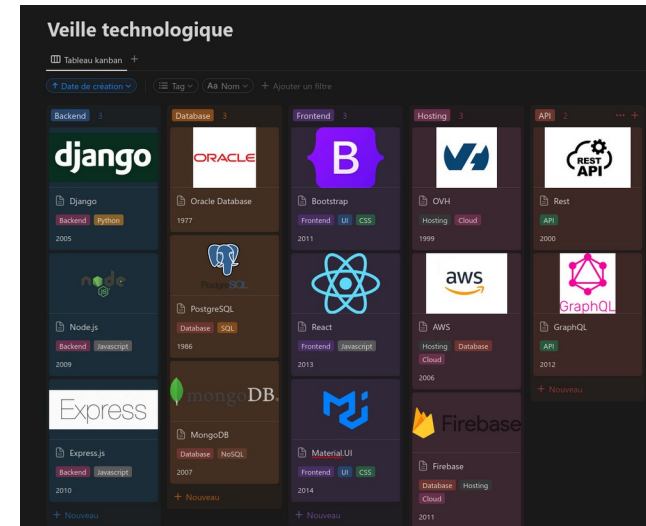 Veille technologique
Tableau kanban +
↑ Date de création
Tag
Aa Nom
+ Ajouter un filtre
Backend 3
django
Django
Backend Python
2005
node
JS
Node.js
Backend Javascript
2009
Express
Express.js
Backend Javascript
2010
+ Nouveau
Database 3
ORACLE
Oracle Database
1977
PostgreSQL
PostgreSQL
Database SQL
1986
mongoDB.
MongoDB
Database NoSQL
2007
+ Nouveau
Frontend 3
B
Bootstrap
Frontend UI CSS
2011
React
Frontend Javascript
2013
Material.UI
Frontend UI CSS
2014
+ Nouveau
Hosting 3
OVH
Hosting Cloud
1999
aws
AWS
Hosting Database
Cloud
2006
Firebase
Firebase
Database Hosting
Cloud
2011
API 2 ... +
REST
API
Rest
API
2000
GraphQL
GraphQL
API
2012
+ Nouveau